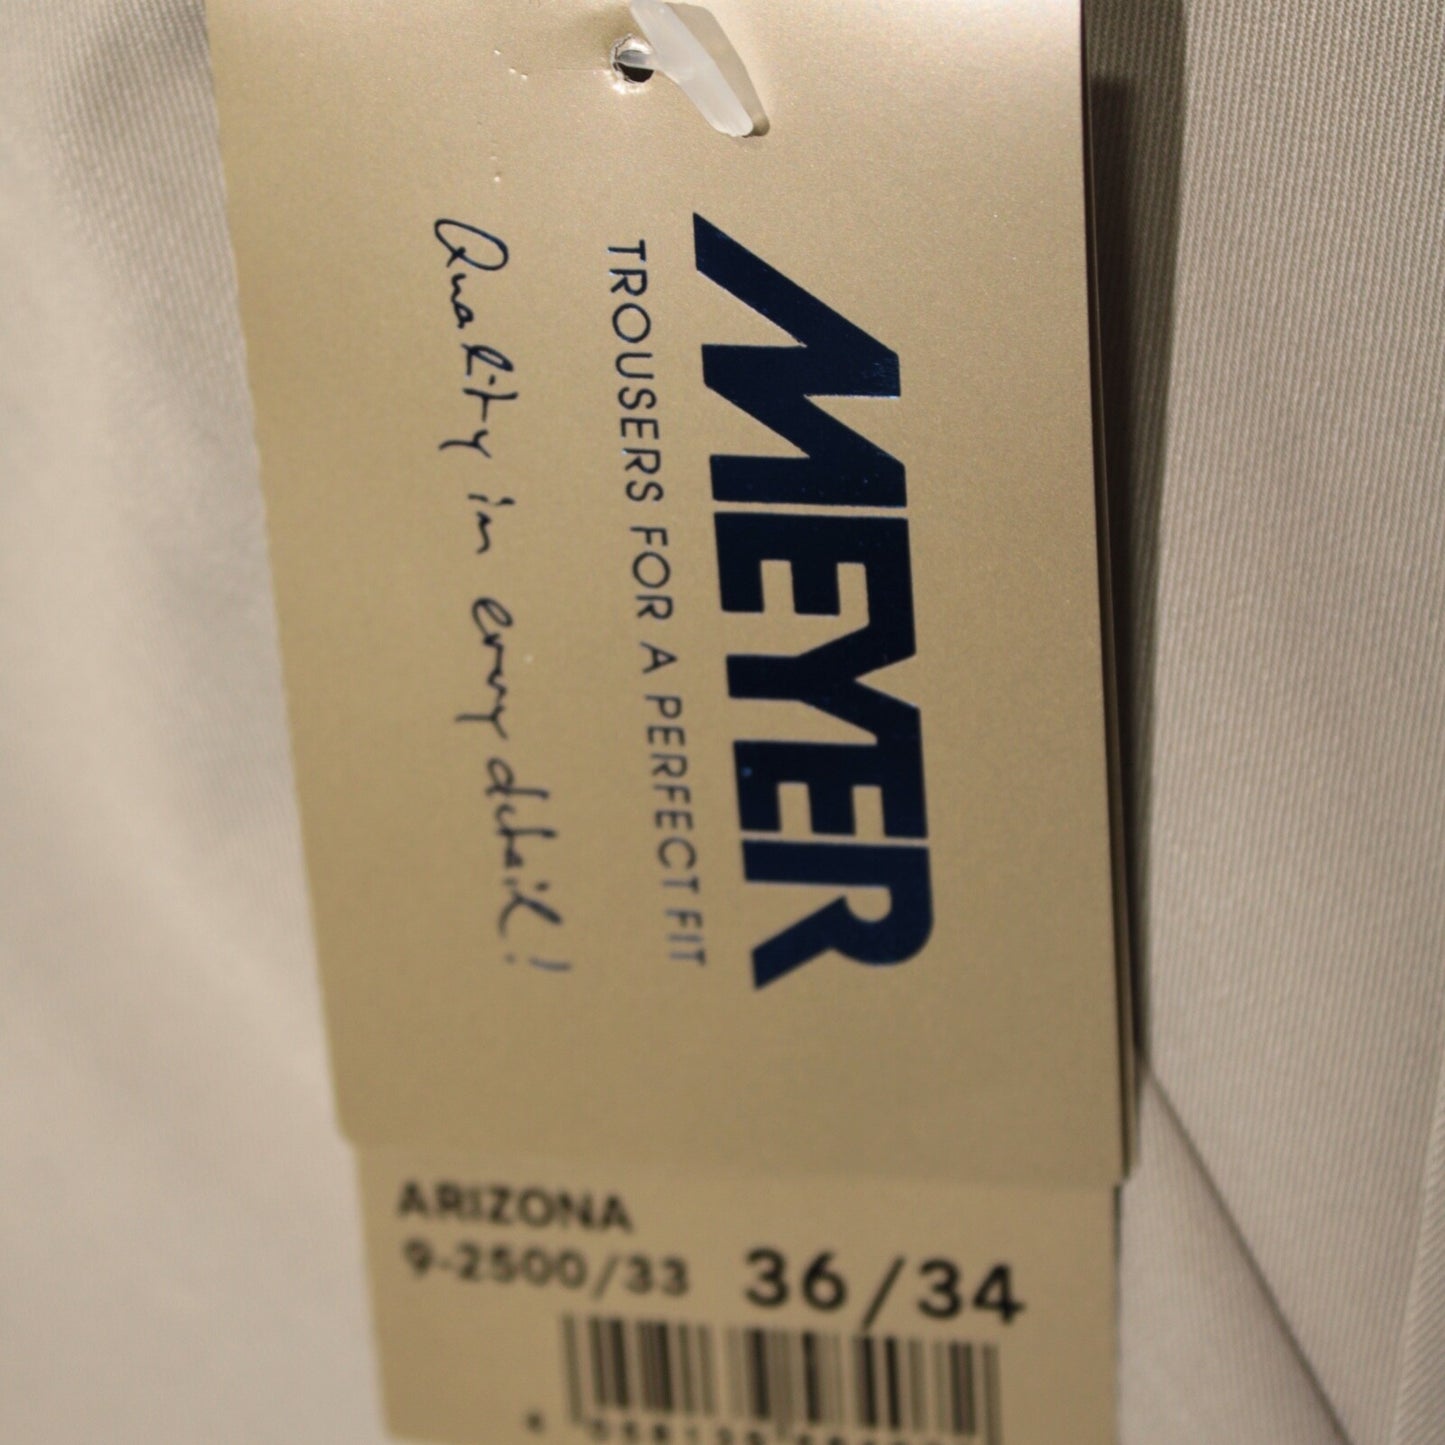 MEYER
TROUSERS FOR A PERFECT FIT
Quality in every detail!
ARIZONA
9-2500/33 36/34